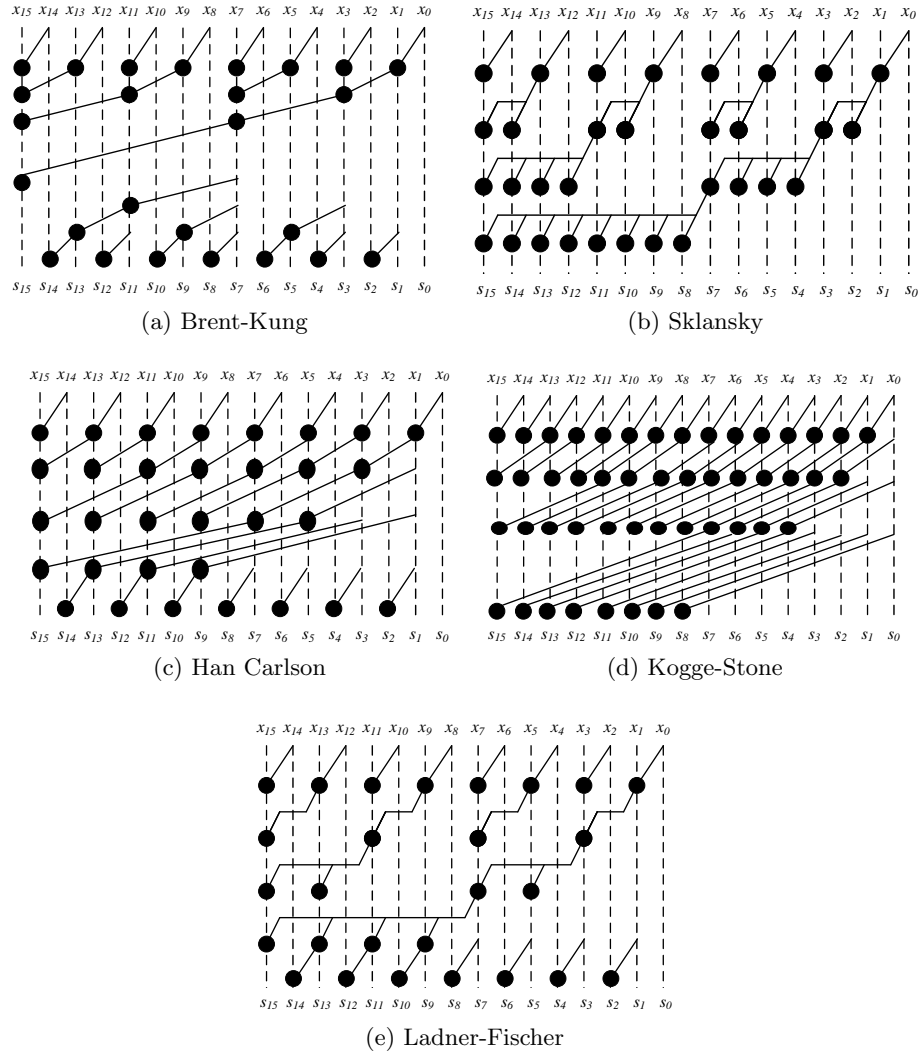 x15 x14 x13 x12 x11 x10 x9 x8 x7 x6 x5 x4 x3 x2 x1 x0
s15 s14 s13 s12 s11 s10 s9 s8 s7 s6 s5 s4 s3 s2 s1 s0
(a) Brent-Kung
x15 x14 x13 x12 x11 x10 x9 x8 x7 x6 x5 x4 x3 x2 x1 x0
s15 s14 s13 s12 s11 s10 s9 s8 s7 s6 s5 s4 s3 s2 s1 s0
(b) Sklansky
x15 x14 x13 x12 x11 x10 x9 x8 x7 x6 x5 x4 x3 x2 x1 x0
s15 s14 s13 s12 s11 s10 s9 s8 s7 s6 s5 s4 s3 s2 s1 s0
(c) Han Carlson
x15 x14 x13 x12 x11 x10 x9 x8 x7 x6 x5 x4 x3 x2 x1 x0
s15 s14 s13 s12 s11 s10 s9 s8 s7 s6 s5 s4 s3 s2 s1 s0
(d) Kogge-Stone
x15 x14 x13 x12 x11 x10 x9 x8 x7 x6 x5 x4 x3 x2 x1 x0
s15 s14 s13 s12 s11 s10 s9 s8 s7 s6 s5 s4 s3 s2 s1 s0
(e) Ladner-Fischer